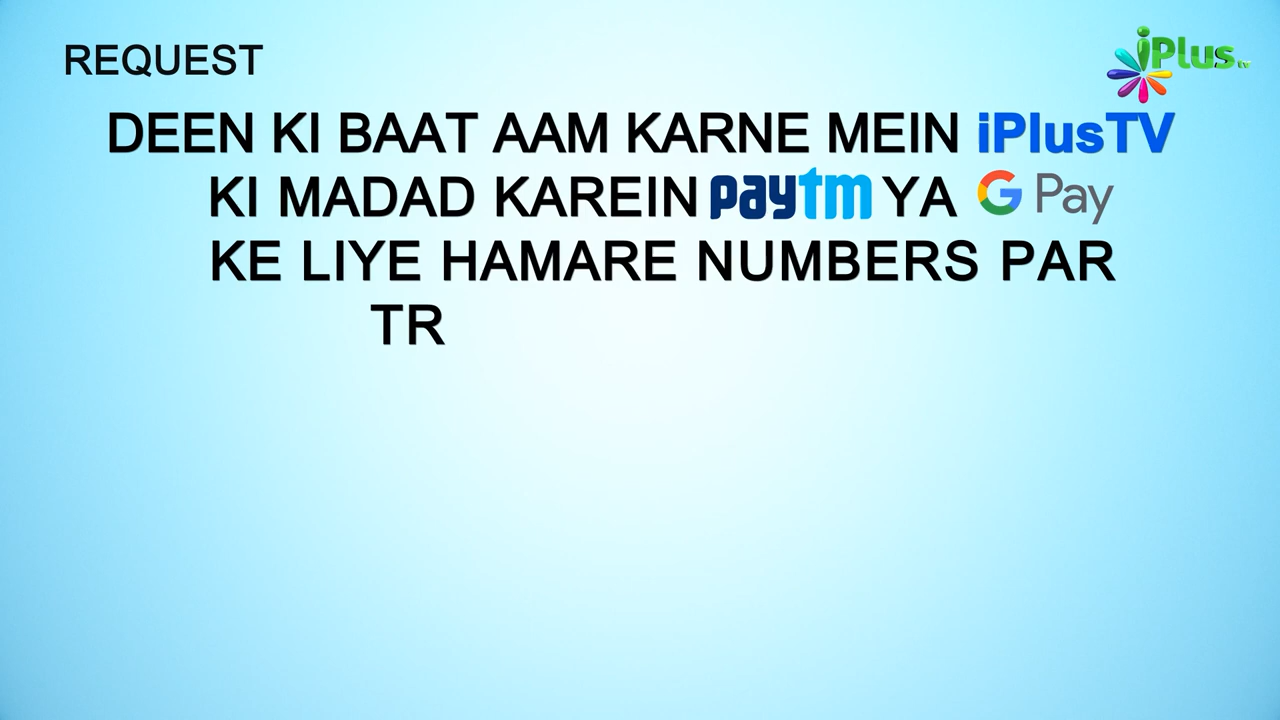 REQUEST
iPlus tv
DEEN KI BAAT AAM KARNE MEIN iPlusTV
KI MADAD KAREIN paytm YA G Pay
KE LIYE HAMARE NUMBERS PAR
TR